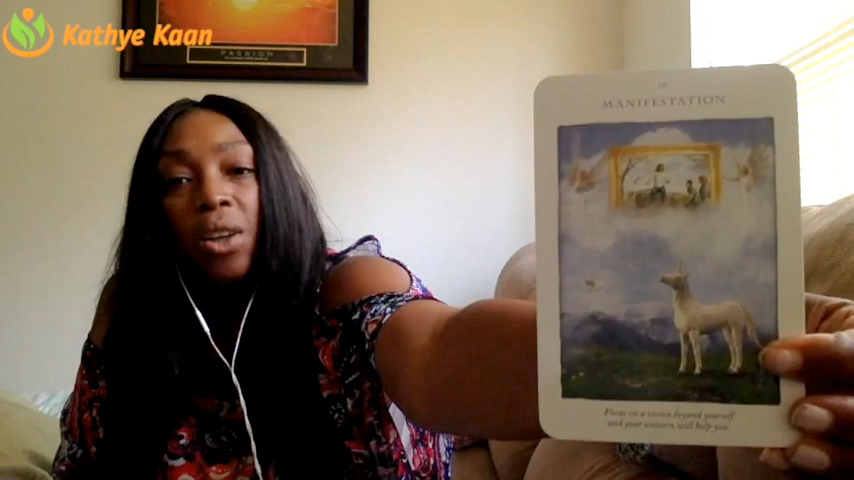 Kathye Kaan
PASSION
MANIFESTATION
Focus on a vision beyond yourself
and your unicorn will help you.